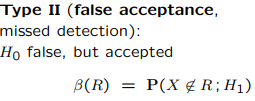 Type II (false acceptance,
missed detection):
H₀ false, but accepted
β(R) = P(X ∉ R; H₁)